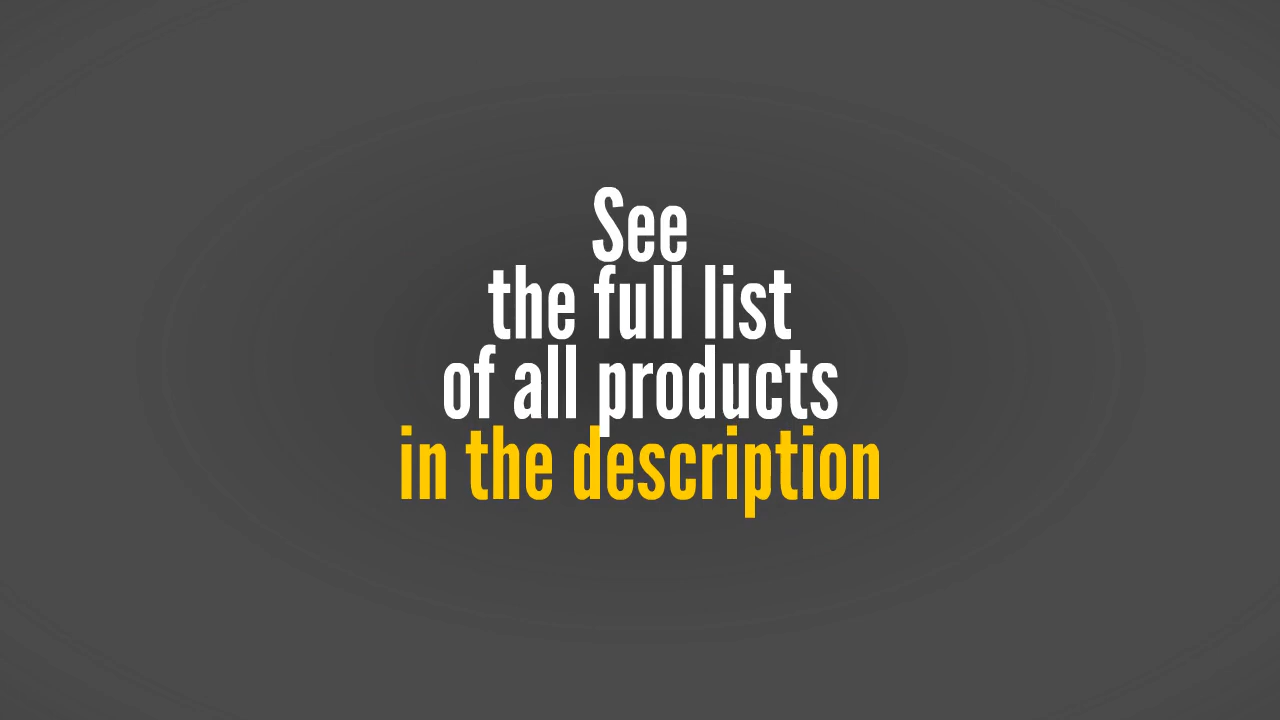 See
the full list
of all products
in the description